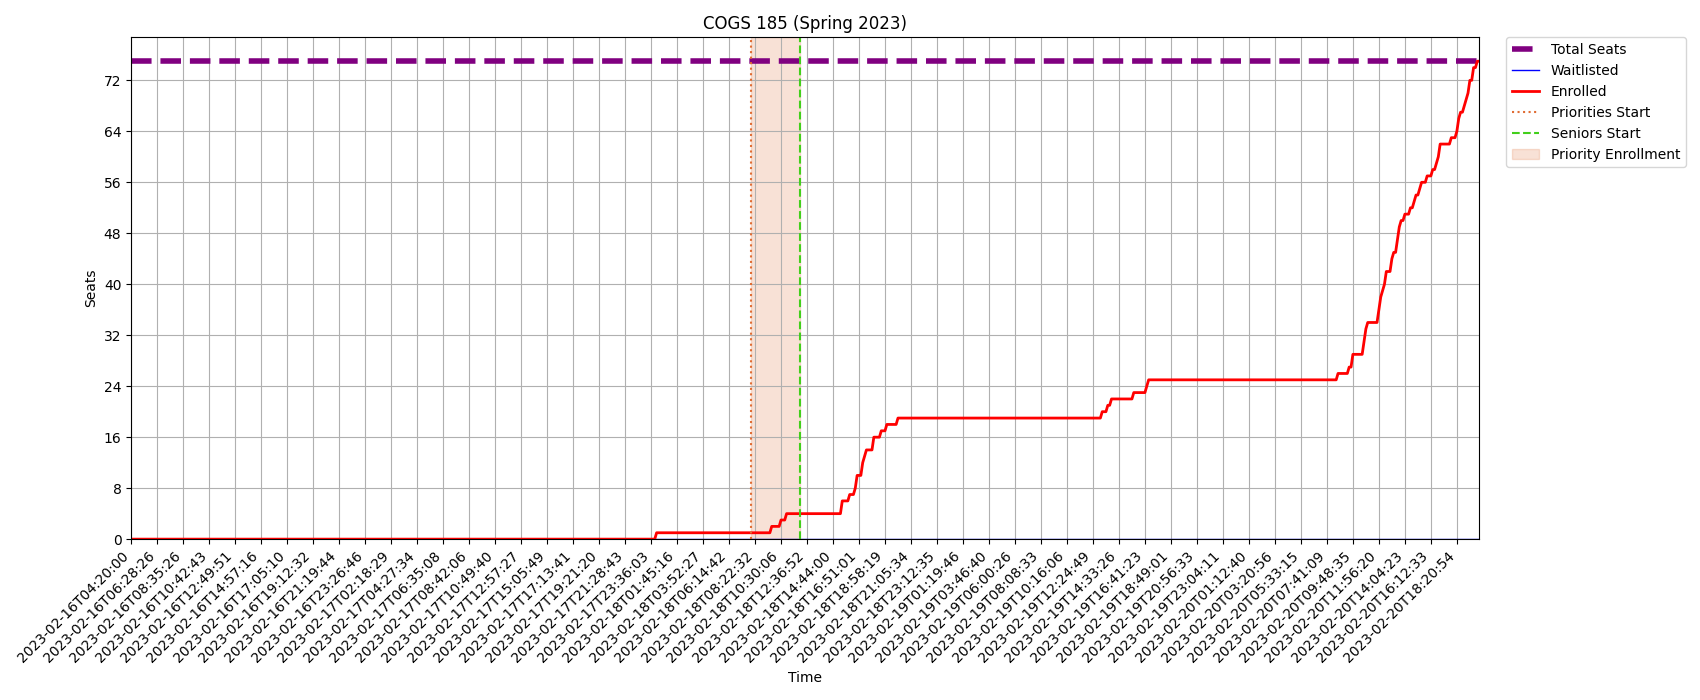 COGS 185 (Spring 2023)
Total Seats
Waitlisted
Enrolled
Priorities Start
Seniors Start
Priority Enrollment
72
64
56
48
40
32
24
16
8
0
Seats
2023-02-16T04:20:00
2023-02-16T06:28:26
2023-02-16T08:35:26
2023-02-16T10:42:43
2023-02-16T12:49:51
2023-02-16T14:57:16
2023-02-16T17:05:10
2023-02-16T19:12:32
2023-02-16T21:19:44
2023-02-16T23:26:46
2023-02-17T02:18:29
2023-02-17T04:27:34
2023-02-17T06:35:08
2023-02-17T08:42:06
2023-02-17T10:49:40
2023-02-17T12:57:27
2023-02-17T15:05:49
2023-02-17T17:13:41
2023-02-17T19:21:20
2023-02-17T21:28:43
2023-02-17T23:36:03
2023-02-18T01:45:16
2023-02-18T03:52:27
2023-02-18T06:14:42
2023-02-18T08:22:32
2023-02-18T10:30:06
2023-02-18T12:36:52
2023-02-18T14:44:00
2023-02-18T16:51:01
2023-02-18T18:58:19
2023-02-18T21:05:34
2023-02-18T23:12:35
2023-02-19T01:19:46
2023-02-19T03:46:40
2023-02-19T06:00:26
2023-02-19T08:08:33
2023-02-19T10:16:06
2023-02-19T12:24:49
2023-02-19T14:33:26
2023-02-19T16:41:23
2023-02-19T18:49:01
2023-02-19T20:56:33
2023-02-19T23:04:11
2023-02-20T01:12:40
2023-02-20T03:20:56
2023-02-20T05:33:15
2023-02-20T07:41:09
2023-02-20T09:48:35
2023-02-20T11:56:20
2023-02-20T14:04:23
2023-02-20T16:12:33
2023-02-20T18:20:54
Time